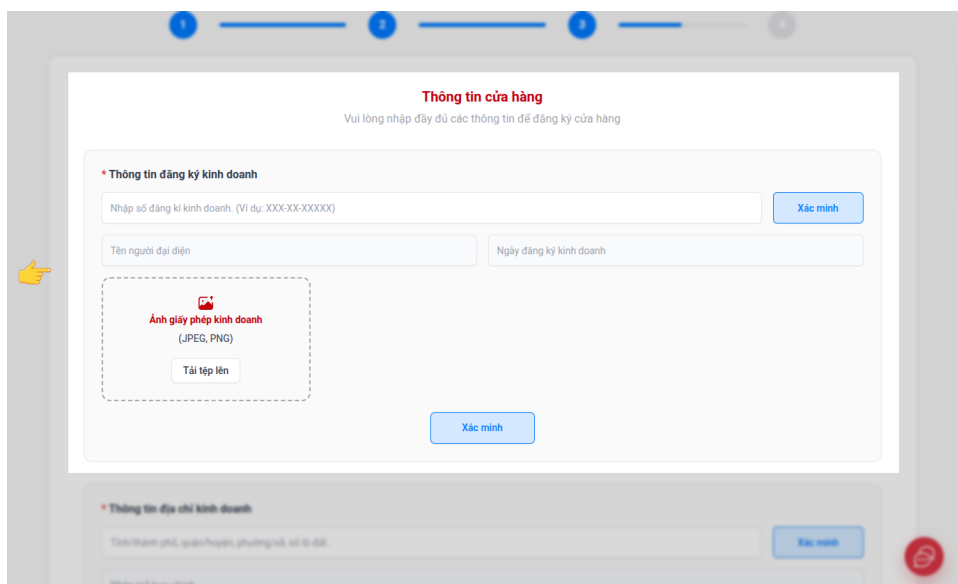 1
2
3
4
Thông tin cửa hàng
Vui lòng nhập đầy đủ các thông tin để đăng ký cửa hàng
* Thông tin đăng ký kinh doanh
Nhập số đăng kí kinh doanh. (Ví dụ: XXX-XX-XXXXX)
Xác minh
Tên người đại diện
Ngày đăng ký kinh doanh
Ảnh giấy phép kinh doanh
(JPEG, PNG)
Tải tệp lên
Xác minh
* Thông tin địa chỉ kinh doanh
Tỉnh/thành phố, quận/huyện, phường/xã, số lô đất.
Xác minh